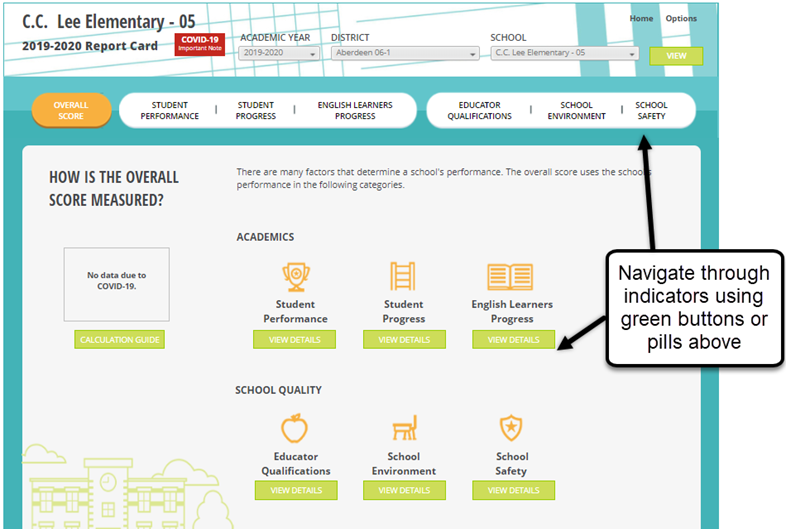 C.C. Lee Elementary - 05
2019-2020 Report Card
COVID-19
Important Note
ACADEMIC YEAR
2019-2020
DISTRICT
Aberdeen 06-1
SCHOOL
C.C. Lee Elementary - 05
Home Options
VIEW
OVERALL
SCORE
STUDENT
PERFORMANCE
|
STUDENT
PROGRESS
|
ENGLISH LEARNERS
PROGRESS
EDUCATOR
QUALIFICATIONS
|
SCHOOL
ENVIRONMENT
|
SCHOOL
SAFETY
HOW IS THE OVERALL
SCORE MEASURED?
No data due to
COVID-19.
CALCULATION GUIDE
There are many factors that determine a school's performance. The overall score uses the school's
performance in the following categories.
ACADEMICS
Student
Performance
VIEW DETAILS
Student
Progress
VIEW DETAILS
English Learners
Progress
VIEW DETAILS
SCHOOL QUALITY
Educator
Qualifications
VIEW DETAILS
School
Environment
VIEW DETAILS
School
Safety
VIEW DETAILS
Navigate through
indicators using
green buttons or
pills above